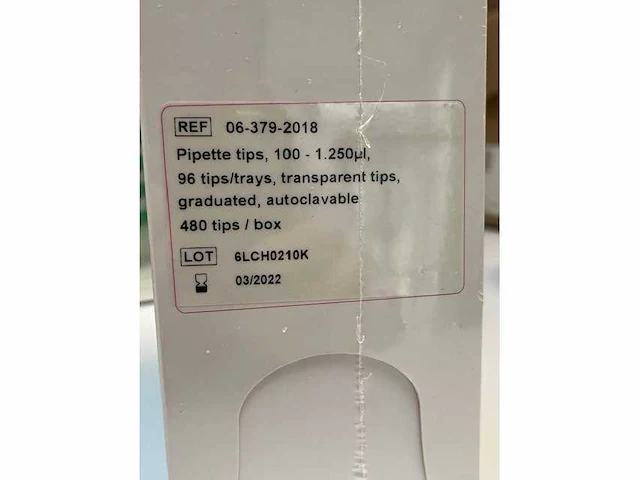 REF 06-379-2018
Pipette tips, 100 - 1.250µl,
96 tips/trays, transparent tips,
graduated, autoclavable
480 tips / box
LOT 6LCH0210K
03/2022